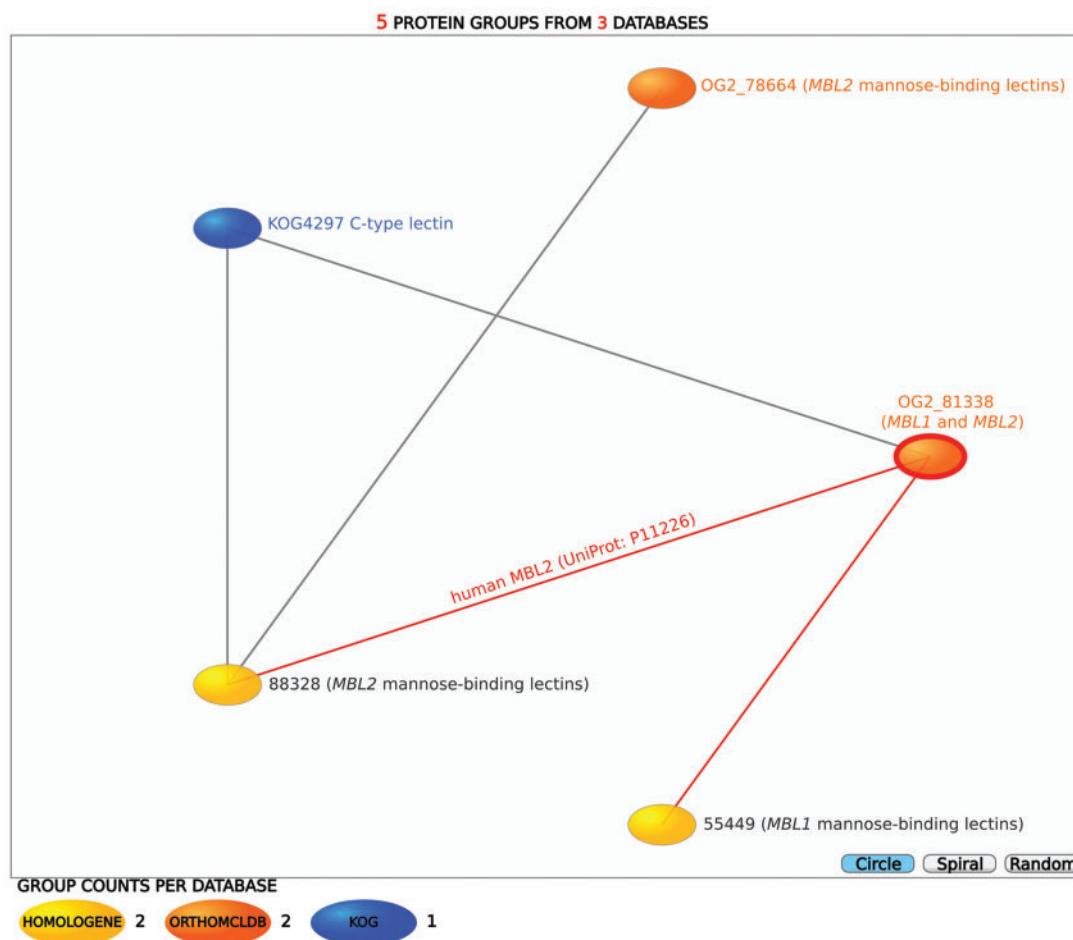 5 PROTEIN GROUPS FROM 3 DATABASES
OG2_78664 (MBL2 mannose-binding lectins)
KOG4297 C-type lectin
OG2_81338
(MBL1 and MBL2)
human MBL2 (UniProt: P11226)
88328 (MBL2 mannose-binding lectins)
55449 (MBL1 mannose-binding lectins)
Circle Spiral Random
GROUP COUNTS PER DATABASE
HOMOLOGENE 2 ORTHOMCLDB 2 KOG 1